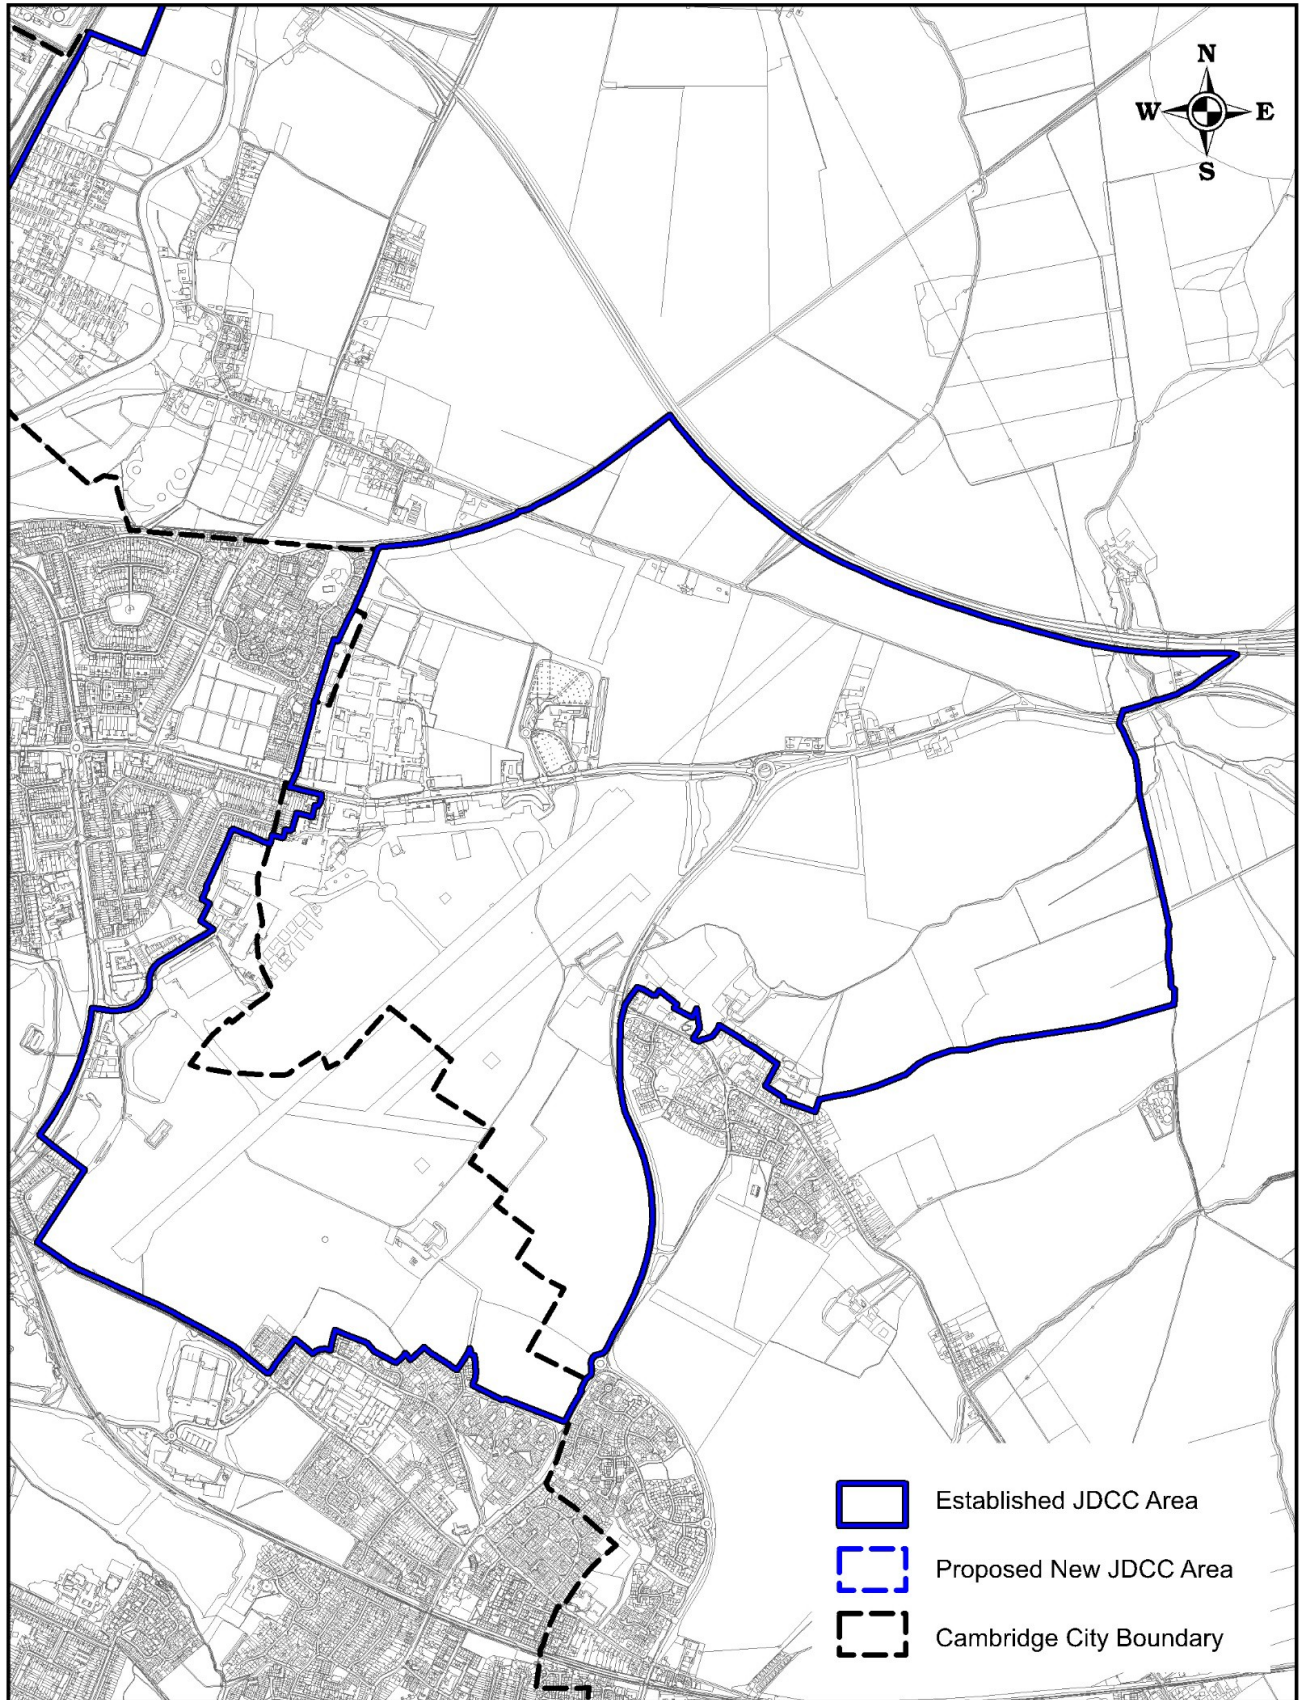 N
W E
S
Established JDCC Area
Proposed New JDCC Area
Cambridge City Boundary